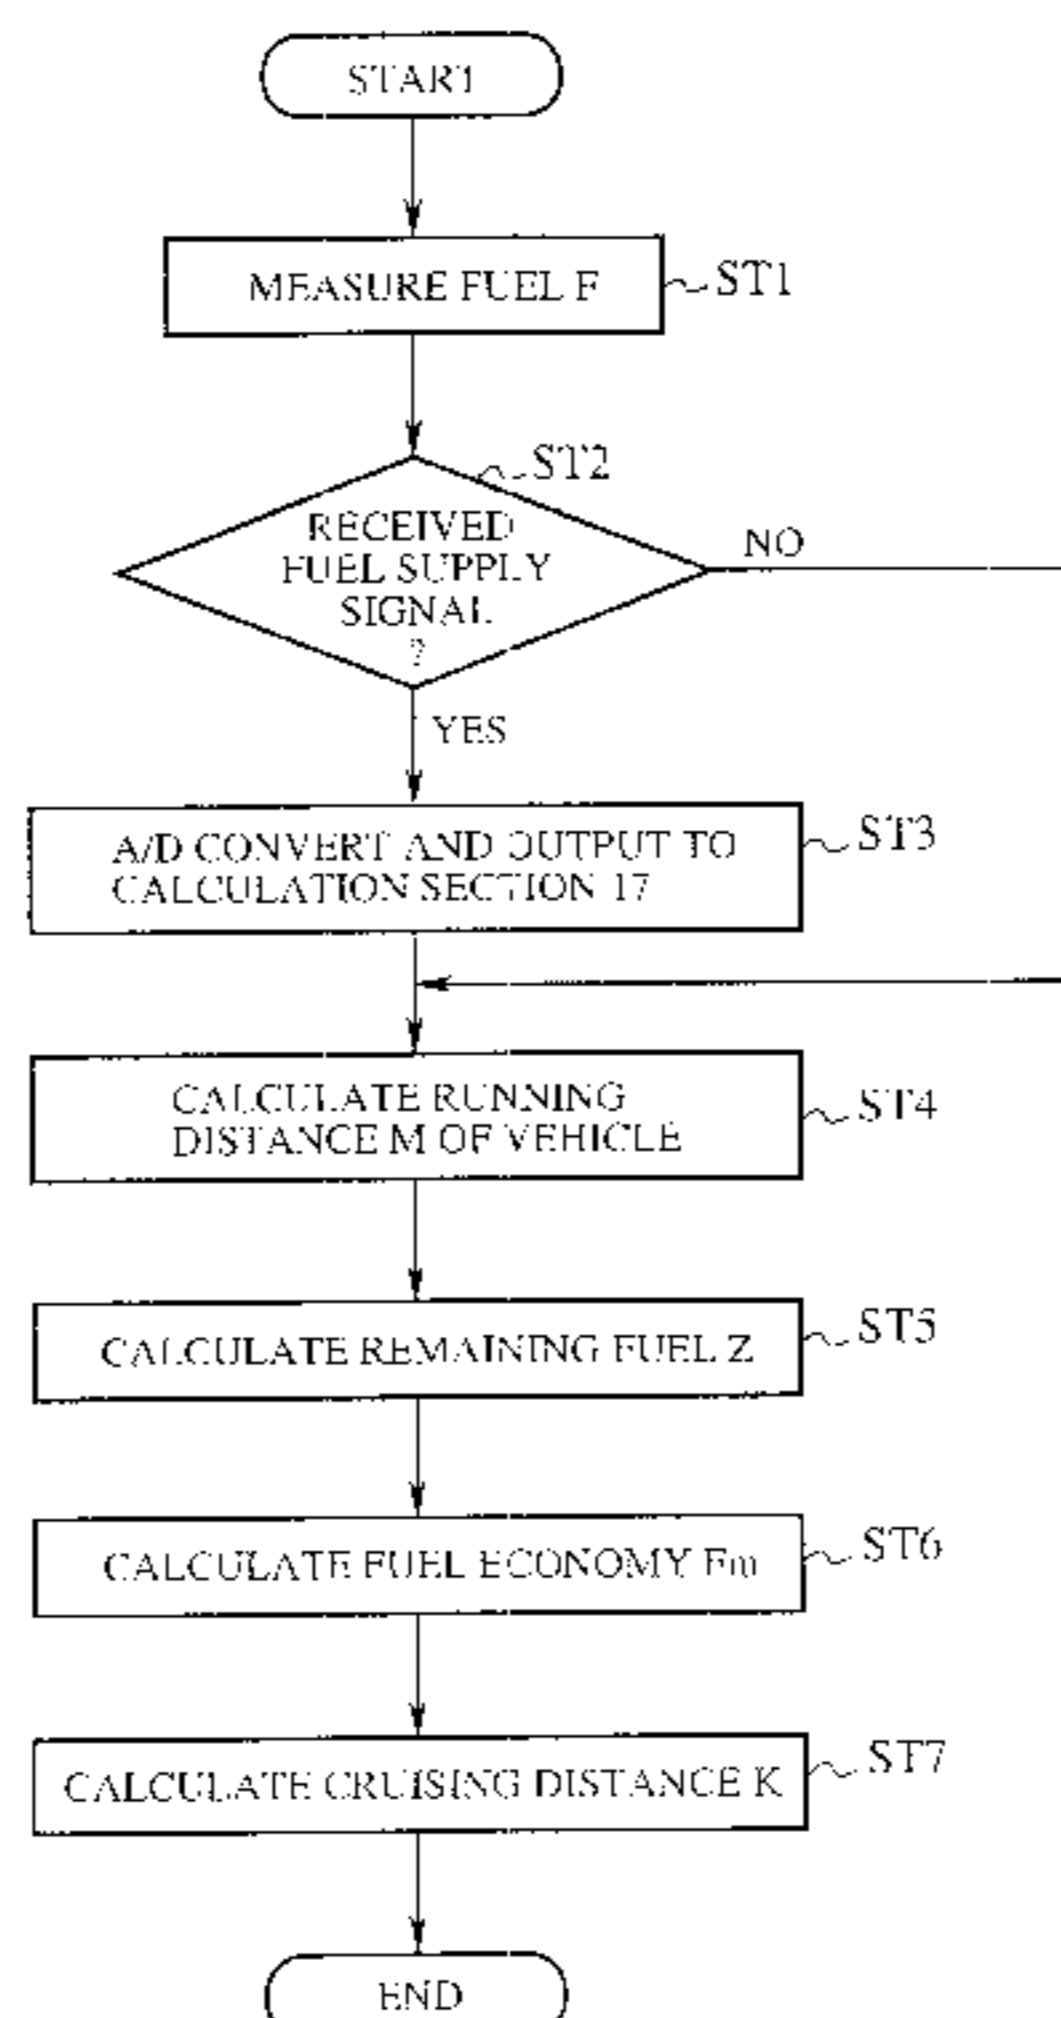 START
MEASURE FUEL F
ST1
ST2
RECEIVED
FUEL SUPPLY
SIGNAL
?
NO
YES
A/D CONVERT AND OUTPUT TO
CALCULATION SECTION 17
ST3
CALCULATE RUNNING
DISTANCE M OF VEHICLE
ST4
CALCULATE REMAINING FUEL Z
ST5
CALCULATE FUEL ECONOMY Fm
ST6
CALCULATE CRUISING DISTANCE K
ST7
END